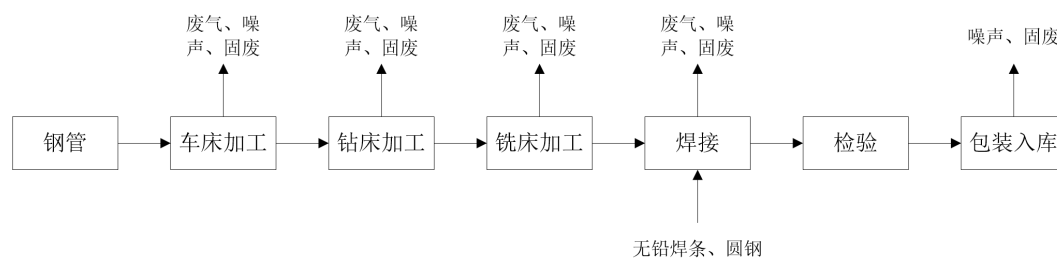 废气、噪
声、固废
废气、噪
声、固废
废气、噪
声、固废
废气、噪
声、固废
噪声、固废
钢管
车床加工
钻床加工
铣床加工
焊接
检验
包装入库
无铅焊条、圆钢